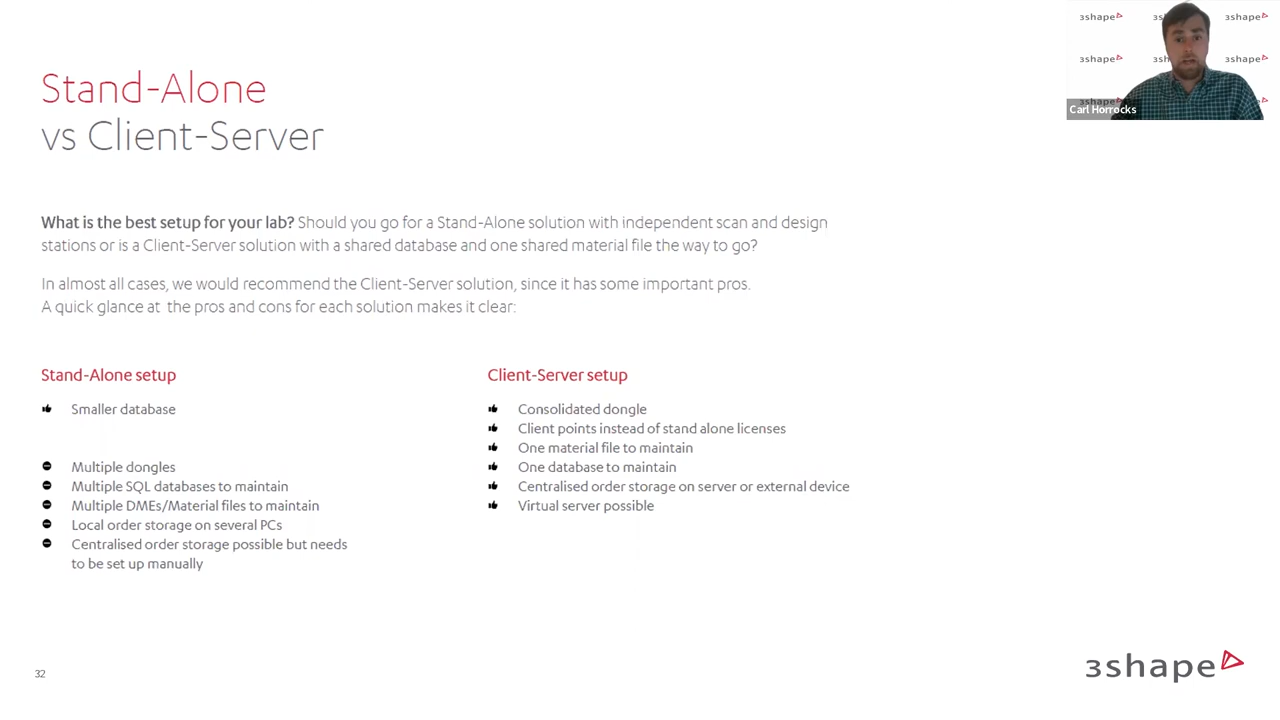 Stand-Alone
vs Client-Server
3shape
3s
3shape
3shape
3s
3shape
3shape
Carl Horrocks
What is the best setup for your lab? Should you go for a Stand-Alone solution with independent scan and design
stations or is a Client-Server solution with a shared database and one shared material file the way to go?
In almost all cases, we would recommend the Client-Server solution, since it has some important pros.
A quick glance at the pros and cons for each solution makes it clear:
Stand-Alone setup
Smaller database
Multiple dongles
Multiple SQL databases to maintain
Multiple DMEs/Material files to maintain
Local order storage on several PCs
Centralised order storage possible but needs
to be set up manually
Client-Server setup
Consolidated dongle
Client points instead of stand alone licenses
One material file to maintain
One database to maintain
Centralised order storage on server or external device
Virtual server possible
32
3shape